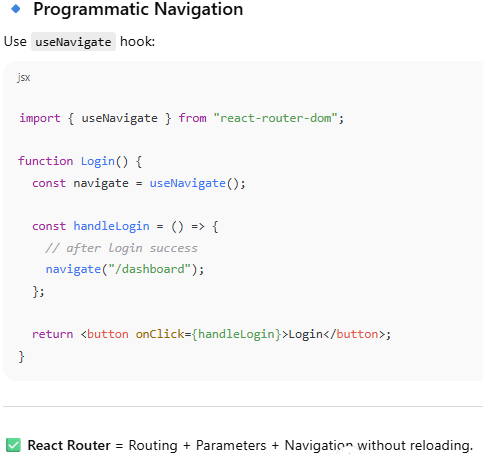 Programmatic Navigation
Use useNavigate hook:
jsx
import { useNavigate } from "react-router-dom";
function Login() {
  const navigate = useNavigate();
  const handleLogin = () => {
    // after login success
    navigate("/dashboard");
  };
  return <button onClick={handleLogin}>Login</button>;
}
React Router = Routing + Parameters + Navigation without reloading.